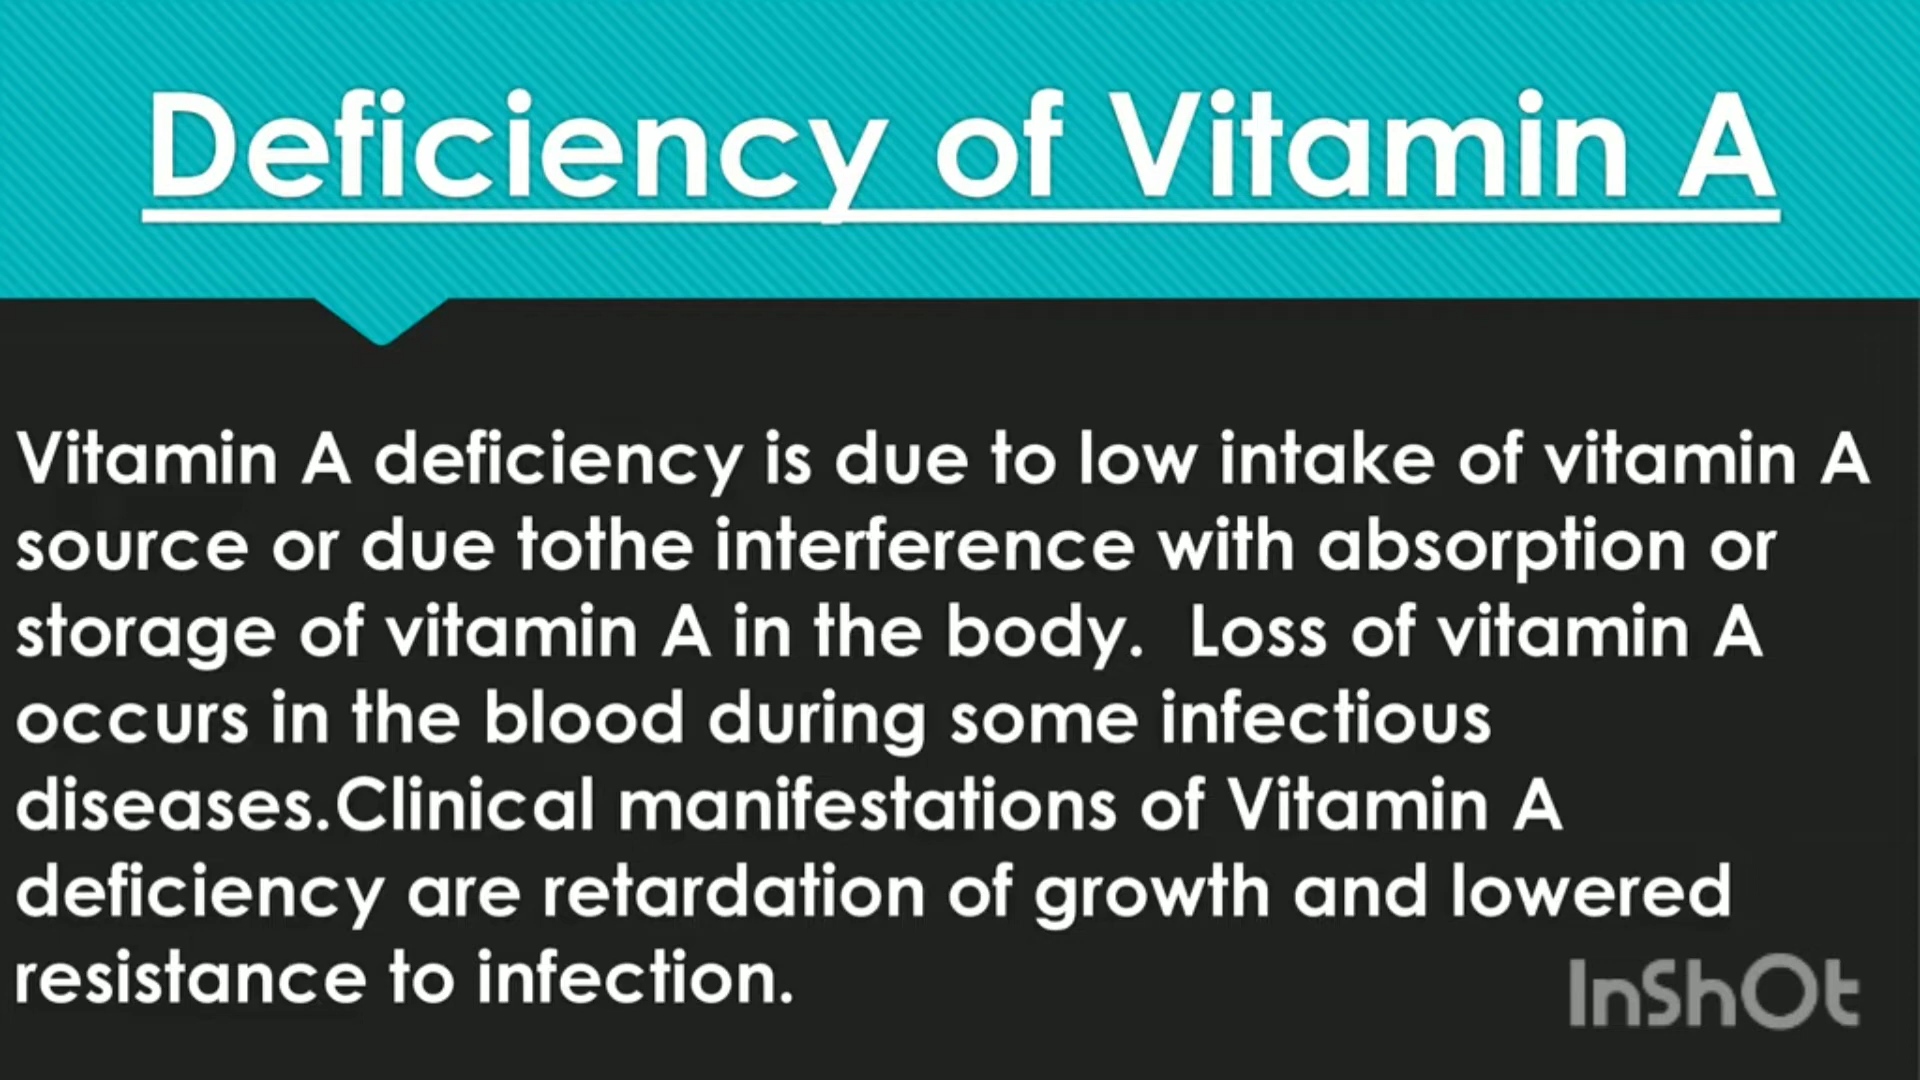 Deficiency of Vitamin A
Vitamin A deficiency is due to low intake of vitamin A
source or due tothe interference with absorption or
storage of vitamin A in the body.  Loss of vitamin A
occurs in the blood during some infectious
diseases.Clinical manifestations of Vitamin A
deficiency are retardation of growth and lowered
resistance to infection.
InShOt